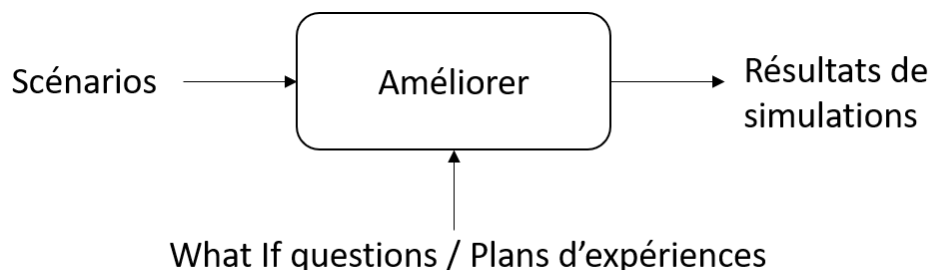 Scénarios
Améliorer
Résultats de
simulations
What If questions / Plans d'expériences